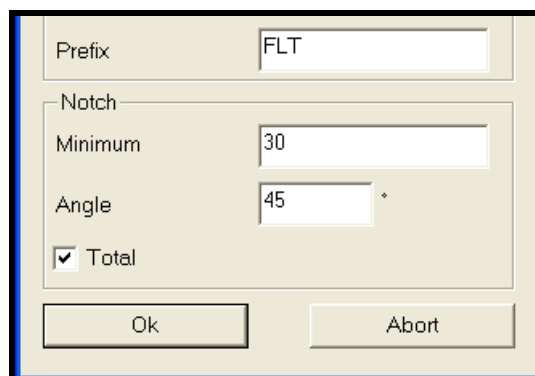 Prefix FLT
Notch
Minimum 30
Angle 45 °
Total
Ok Abort